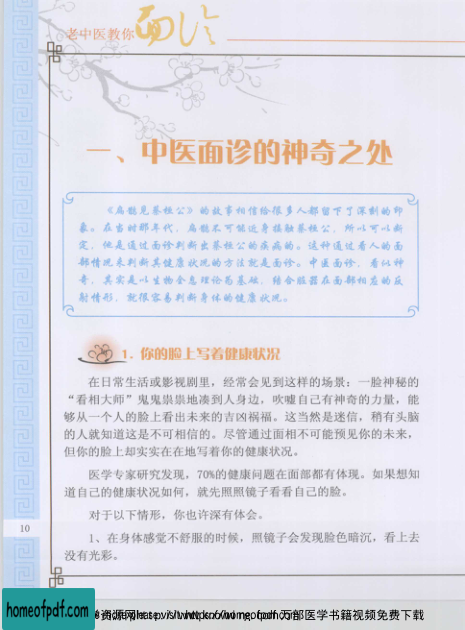 老中医教你面诊
一、中医面诊的神奇之处
《扁鹊见蔡桓公》的故事相信给很多人都留下了深刻的印
象。在当时那年代，扁鹊不可能近身接触蔡桓公，所以可以断
定，他是通过面诊判断出蔡桓公的疾病的。这种通过看人的面
部情况来判断其健康状况的方法就是面诊。中医面诊，看似神
奇，其实是以生物全息理论为基础，结合脏器在面部相应的反
射情形，就很容易判断身体的健康状况。
1. 你的脸上写着健康状况
在日常生活或影视剧里，经常会见到这样的场景：一脸神秘的
“看相大师”鬼鬼祟祟地凑到人身边，吹嘘自己有神奇的力量，能
够从一个人的脸上看出未来的吉凶祸福。这当然是迷信，稍有头脑
的人就知道这是不可相信的。尽管通过面相不可能预见你的未来，
但你的脸上却实实在在地写着你的健康状况。
医学专家研究发现，70%的健康问题在面部都有体现。如果想知
道自己的健康状况如何，就先照照镜子看看自己的脸。
对于以下情形，你也许深有体会。
10
1、在身体感觉不舒服的时候，照镜子会发现脸色暗沉，看上去
没有光彩。
homeofpdf.com
资源网 万部医学书籍视频免费下载